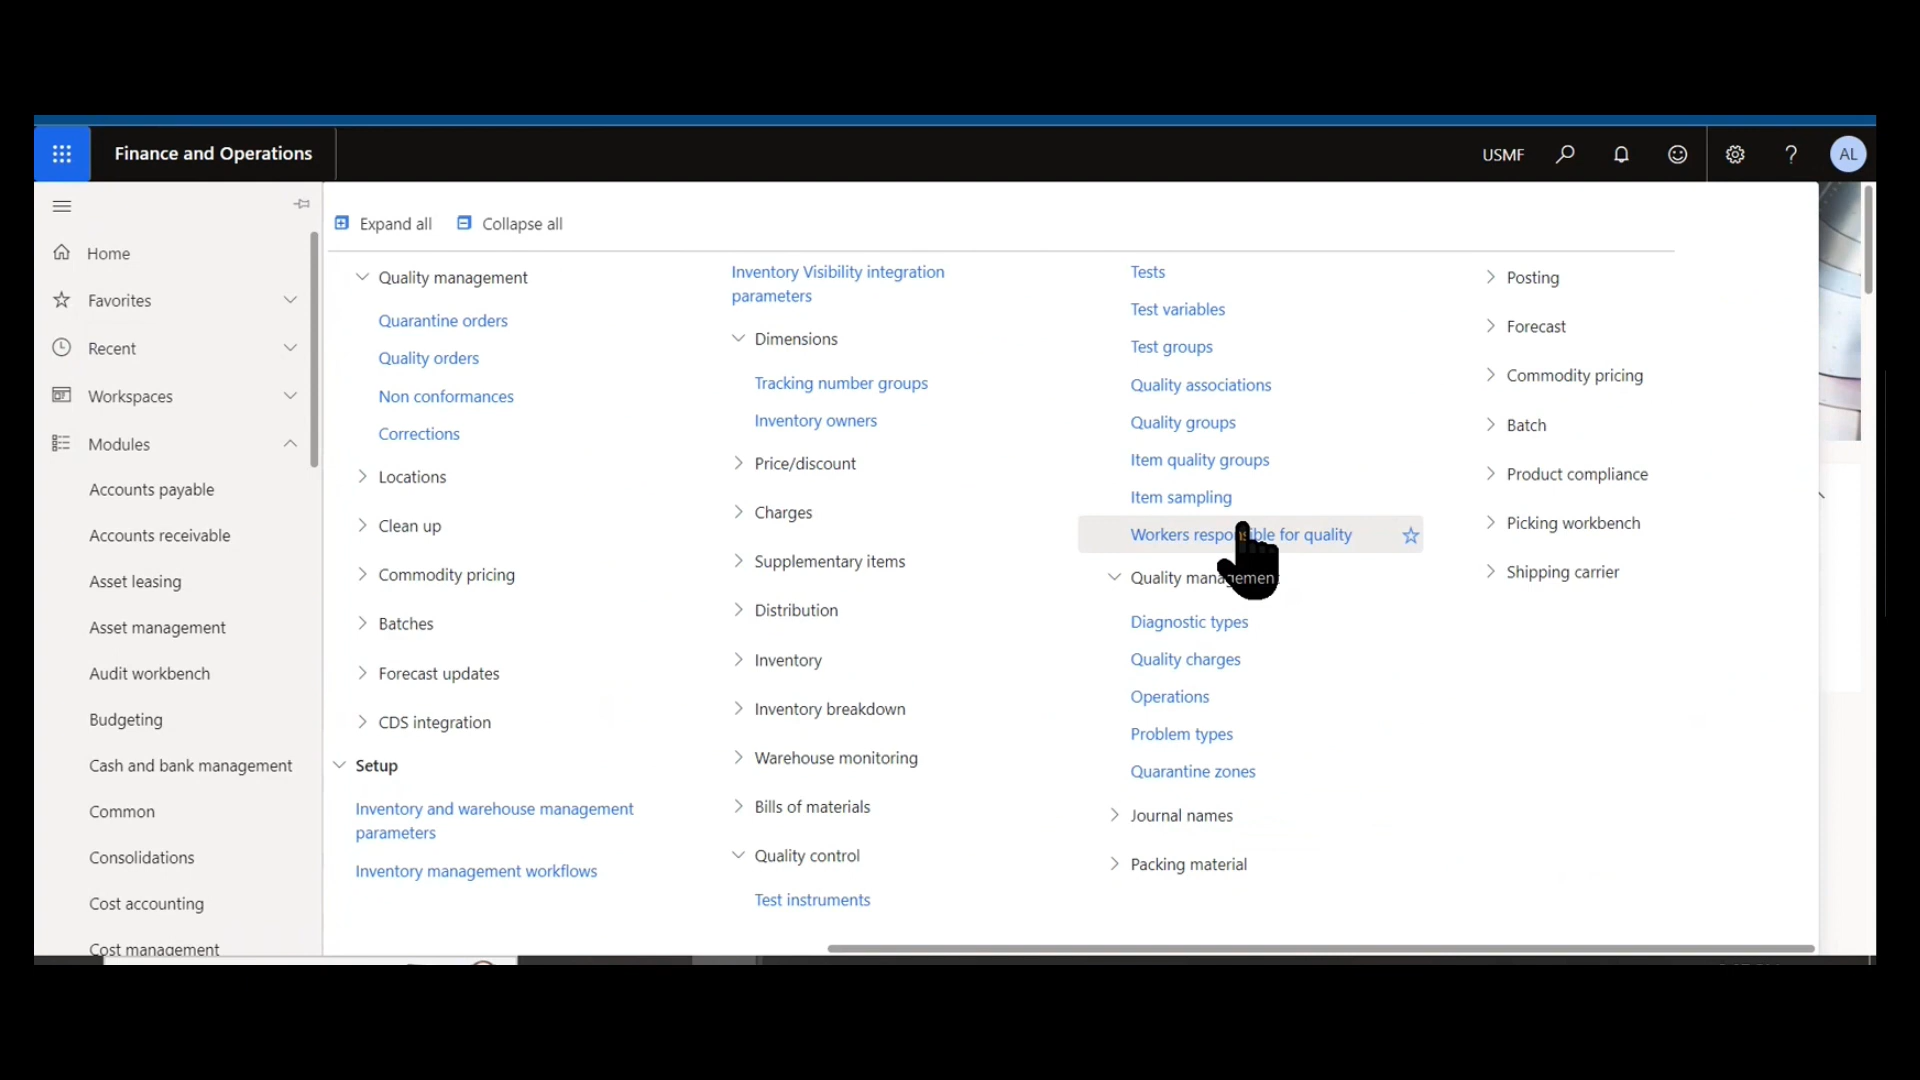 Finance and Operations
USMF
AL
Expand all
Collapse all
Home
Favorites
Recent
Workspaces
Modules
Accounts payable
Accounts receivable
Asset leasing
Asset management
Audit workbench
Budgeting
Cash and bank management
Common
Consolidations
Cost accounting
Cost management
Quality management
Quarantine orders
Quality orders
Non conformances
Corrections
Locations
Clean up
Commodity pricing
Batches
Forecast updates
CDS integration
Setup
Inventory and warehouse management
parameters
Inventory management workflows
Inventory Visibility integration
parameters
Dimensions
Tracking number groups
Inventory owners
Price/discount
Charges
Supplementary items
Distribution
Inventory
Inventory breakdown
Warehouse monitoring
Bills of materials
Quality control
Test instruments
Tests
Test variables
Test groups
Quality associations
Quality groups
Item quality groups
Item sampling
Workers responsible for quality
Quality management
Diagnostic types
Quality charges
Operations
Problem types
Quarantine zones
Journal names
Packing material
Posting
Forecast
Commodity pricing
Batch
Product compliance
Picking workbench
Shipping carrier